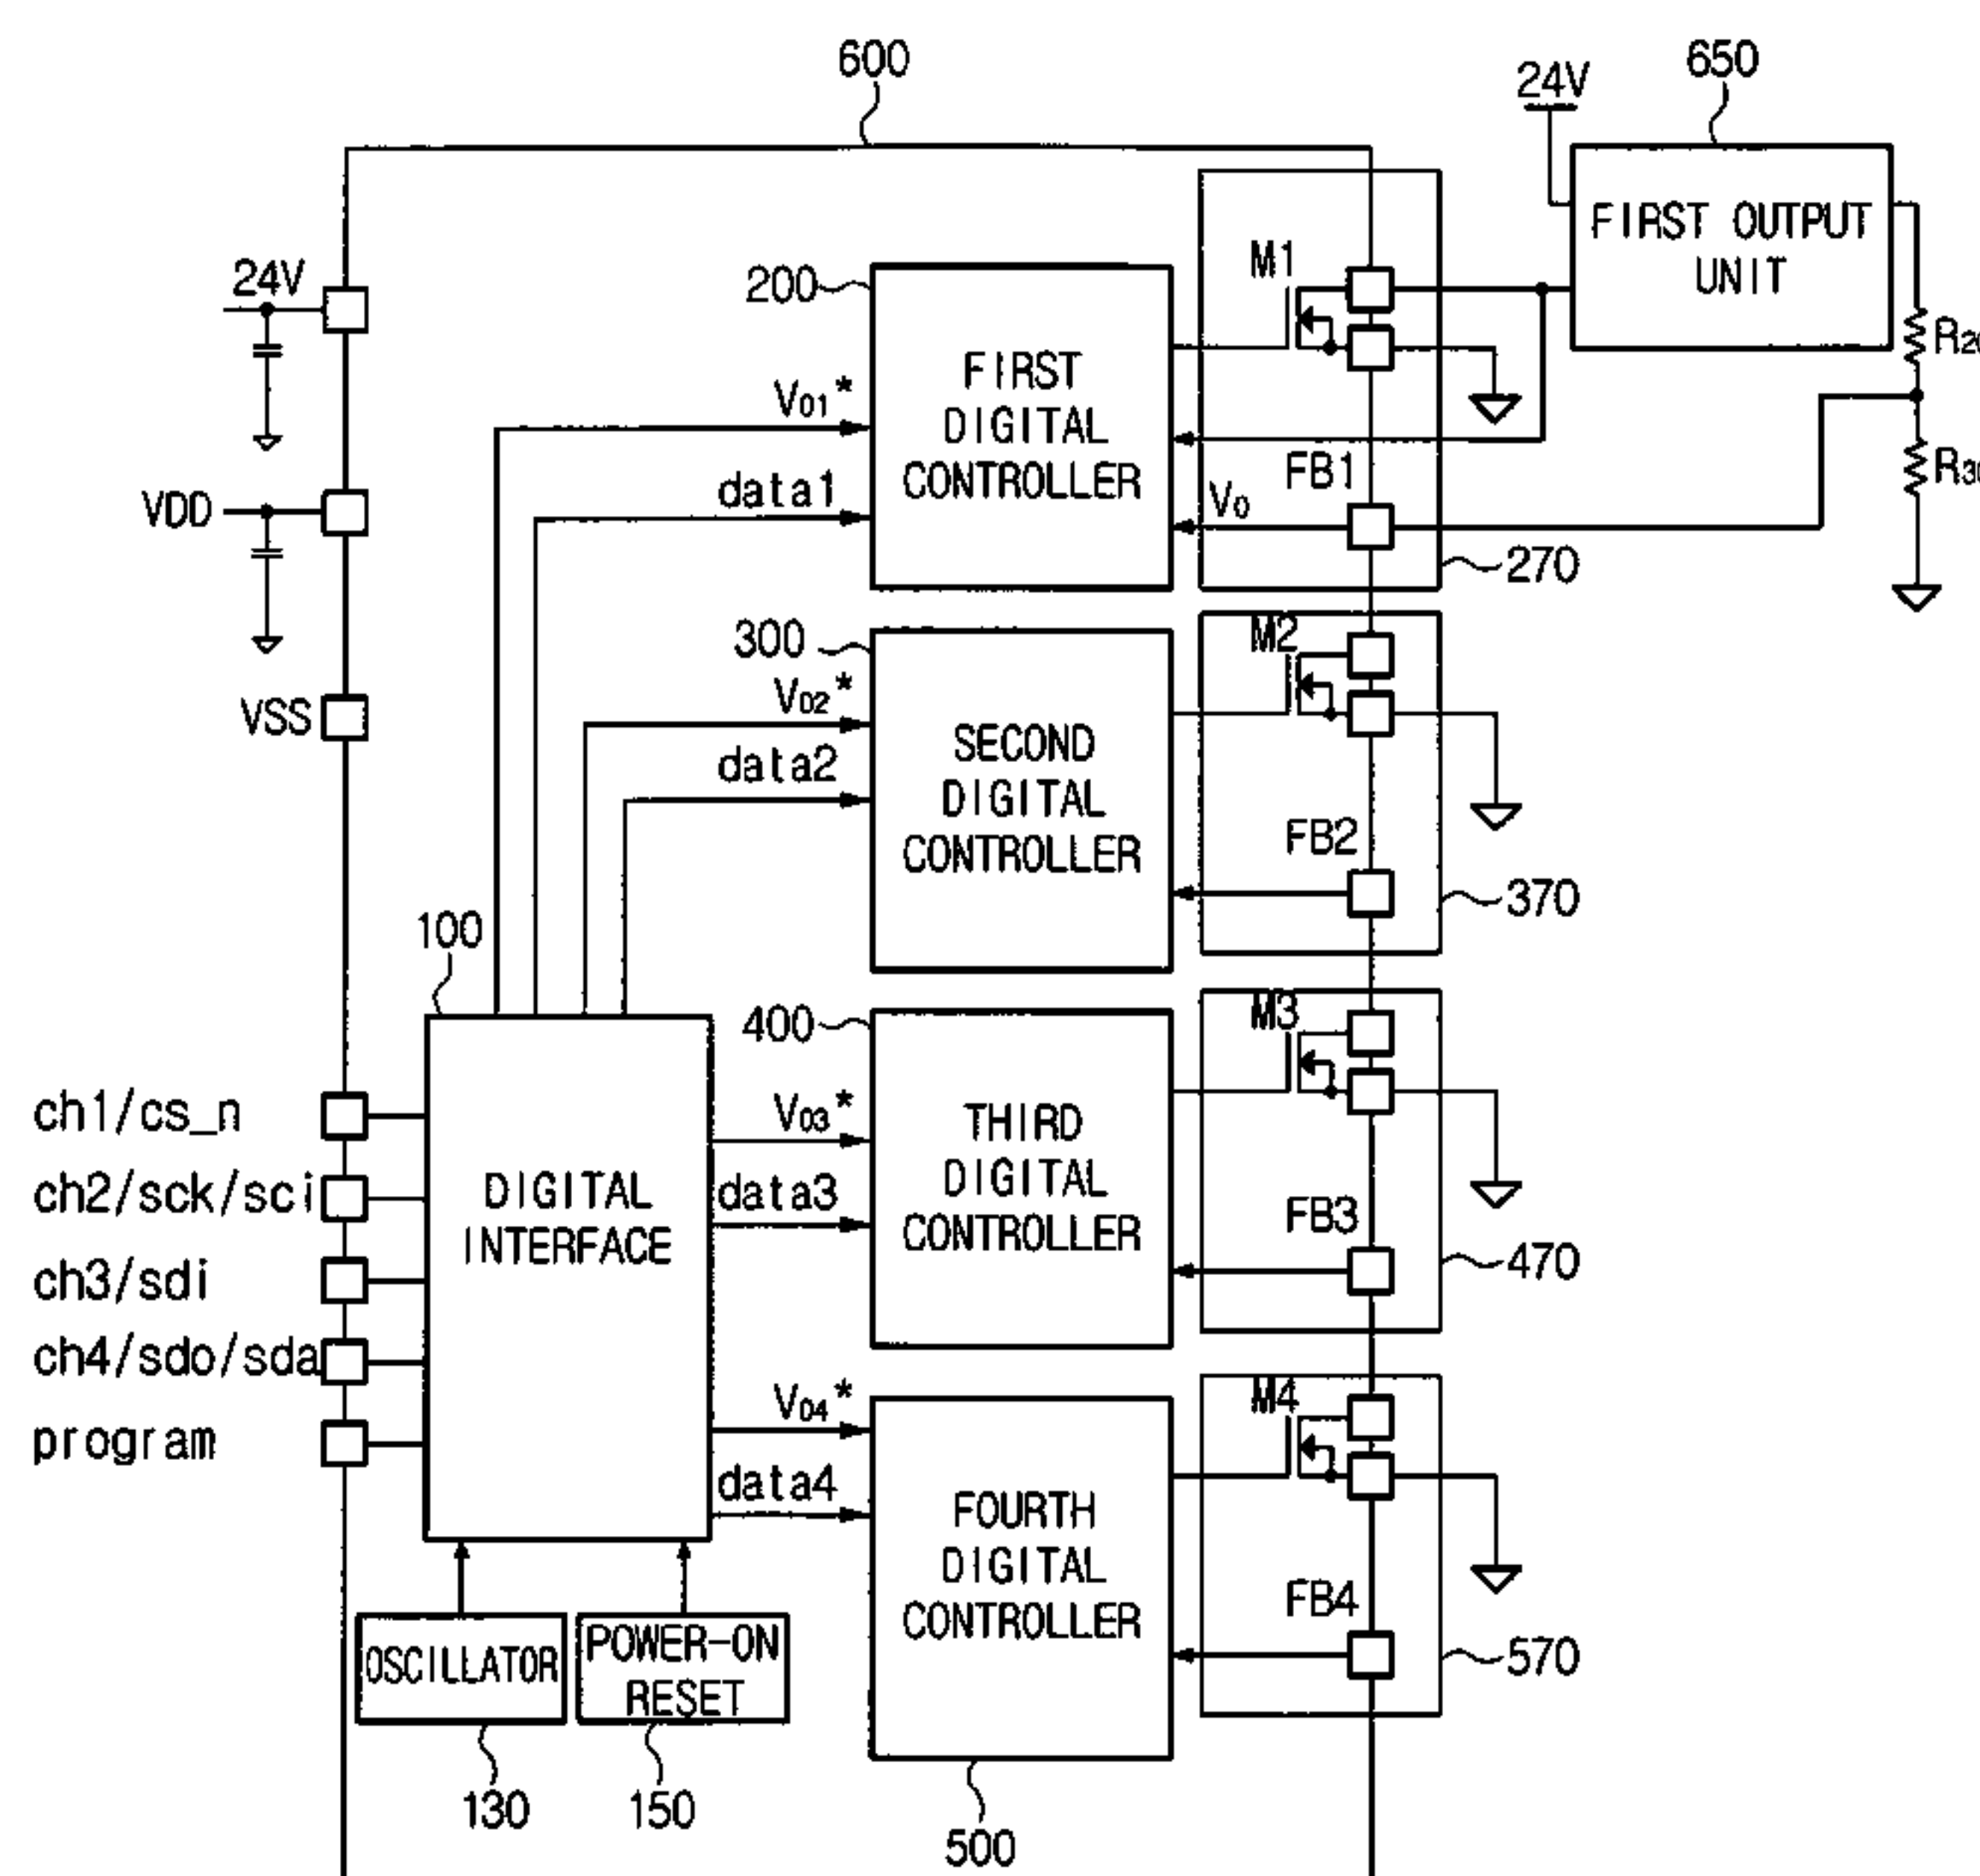 600
24V
650
FIRST OUTPUT
UNIT
24V
200
M1
FIRST
DIGITAL
CONTROLLER
V01*
data1
FB1
V0
270
VDD
VSS
300
V02*
data2
SECOND
DIGITAL
CONTROLLER
M2
FB2
370
100
DIGITAL
INTERFACE
400
V03*
data3
THIRD
DIGITAL
CONTROLLER
M3
FB3
470
ch1/cs_n
ch2/sck/sci
ch3/sdi
ch4/sdo/sda
program
V04*
data4
FOURTH
DIGITAL
CONTROLLER
M4
FB4
570
OSCILLATOR
POWER-ON
RESET
130
150
500